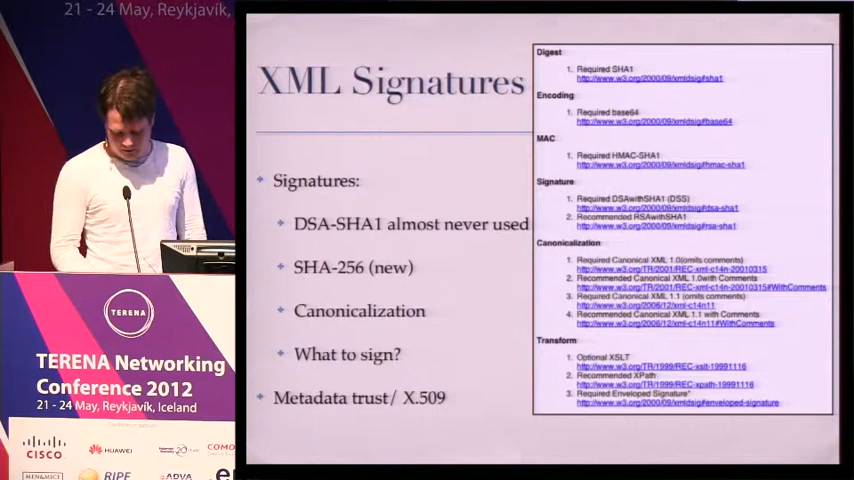 21 - 24 May, Reykjavík,
XML Signatures
Signatures:
DSA-SHA1 almost never used
SHA-256 (new)
Canonicalization
What to sign?
Metadata trust/ X.509
Digest
1. Required SHA1
http://www.w3.org/2000/09/xmldsig#sha1
Encoding
1. Required base64
http://www.w3.org/2000/09/xmldsig#base64
MAC
1. Required HMAC-SHA1
http://www.w3.org/2000/09/xmldsig#hmac-sha1
Signature
1. Required DSAwithSHA1 (DSS)
http://www.w3.org/2000/09/xmldsig#dsa-sha1
2. Recommended RSAwithSHA1
http://www.w3.org/2000/09/xmldsig#rsa-sha1
Canonicalization
1. Required Canonical XML 1.0(omits comments)
http://www.w3.org/TR/2001/REC-xml-c14n-20010315
2. Recommended Canonical XML 1.0with Comments
http://www.w3.org/TR/2001/REC-xml-c14n-20010315#WithComments
3. Required Canonical XML 1.1 (omits comments)
http://www.w3.org/2006/12/xml-c14n11
4. Recommended Canonical XML 1.1 with Comments
http://www.w3.org/2006/12/xml-c14n11#WithComments
Transform
1. Optional XSLT
http://www.w3.org/TR/1999/REC-xslt-19991116
2. Recommended XPath
http://www.w3.org/TR/1999/REC-xpath-19991116
3. Required Enveloped Signature*
http://www.w3.org/2000/09/xmldsig#enveloped-signature
TERENA
TERENA Networking
Conference 2012
21 - 24 May, Reykjavík, Iceland
CISCO
HUAWEI
COMO
MEN&MICE
RIPE
ADVA